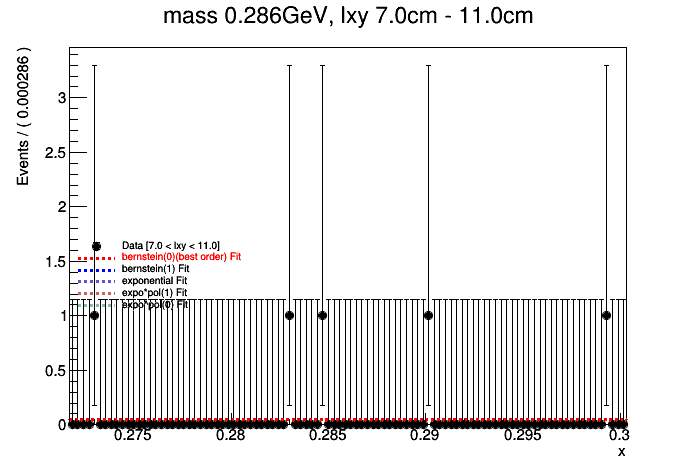 mass 0.286GeV, lxy 7.0cm - 11.0cm
Events / ( 0.000286 )
3
2.5
2
1.5
1
0.5
0
Data [7.0 < lxy < 11.0]
bernstein(0)(best order) Fit
bernstein(1) Fit
exponential Fit
expo*pol(1) Fit
expo*pol(0) Fit
0.275 0.28 0.285 0.29 0.295 0.3
x